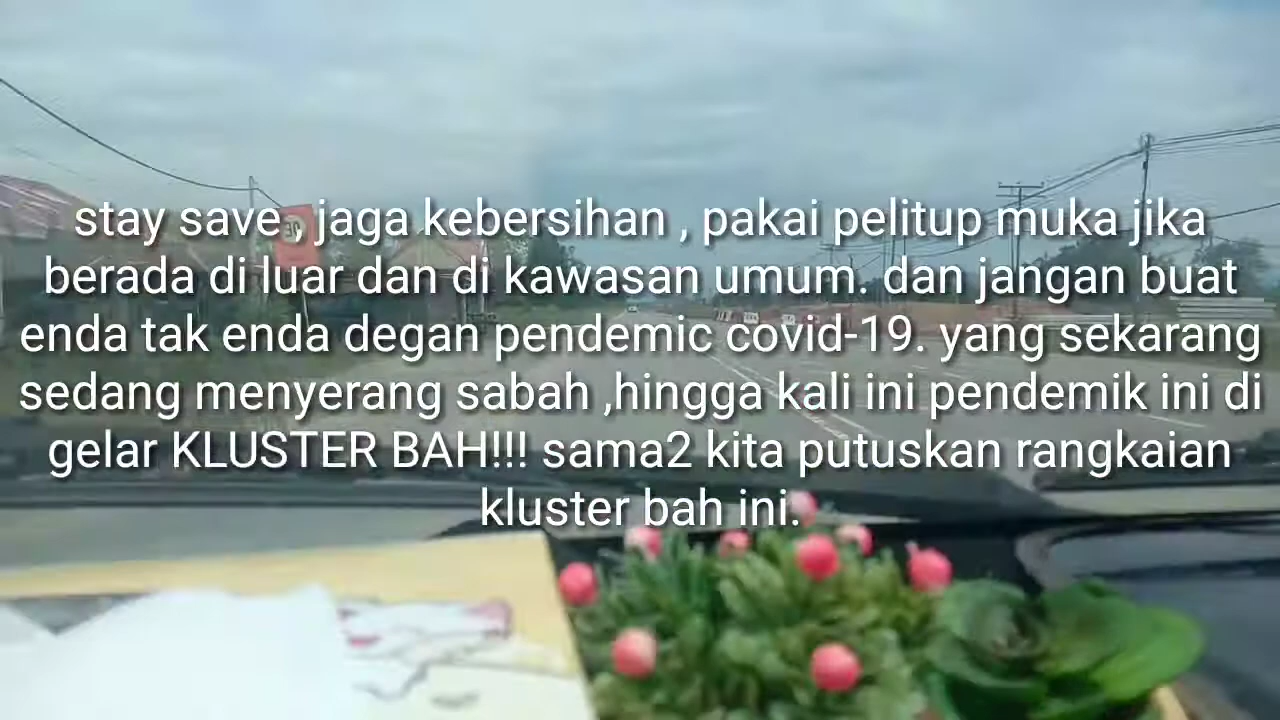 stay save , jaga kebersihan , pakai pelitup muka jika
berada di luar dan di kawasan umum. dan jangan buat
enda tak enda degan pendemic covid-19. yang sekarang
sedang menyerang sabah ,hingga kali ini pendemik ini di
gelar KLUSTER BAH!!! sama2 kita putuskan rangkaian
kluster bah ini.